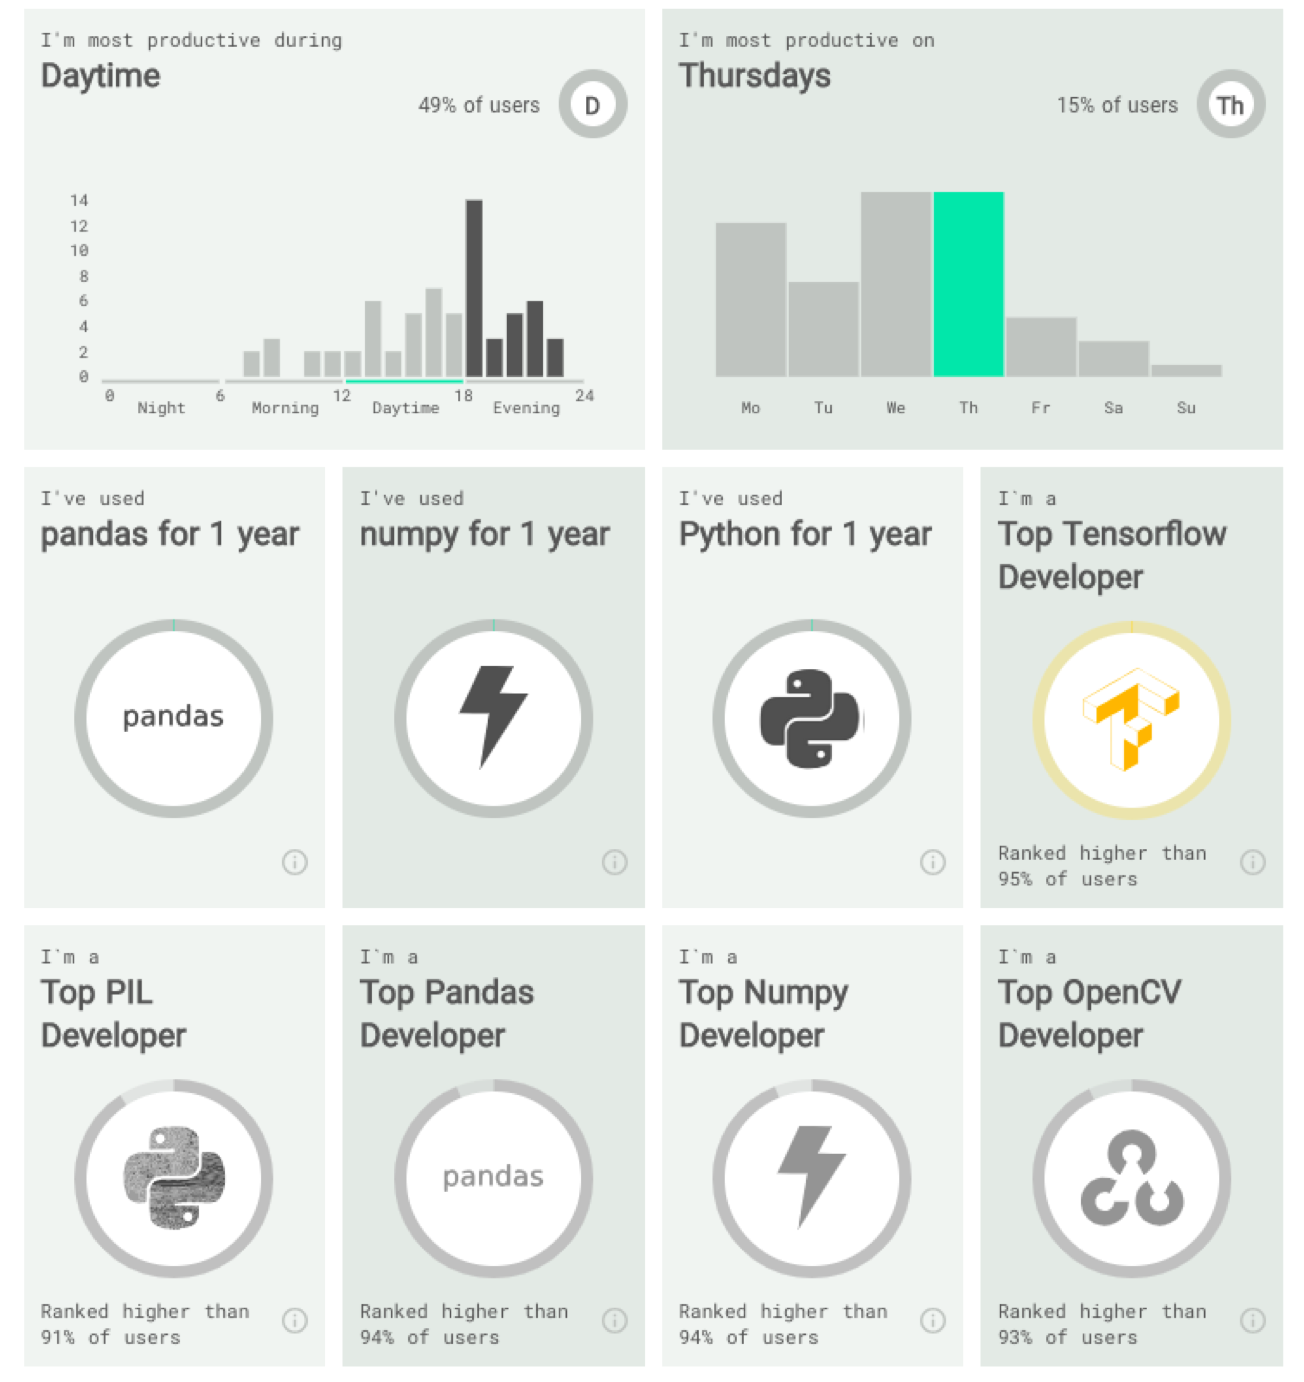 I'm most productive during
Daytime
49% of users
D
14
12
10
8
6
4
2
0
0 6 12 18 24
Night Morning Daytime Evening
I'm most productive on
Thursdays
15% of users
Th
Mo Tu We Th Fr Sa Su
I've used
pandas for 1 year
pandas
I've used
numpy for 1 year
I've used
Python for 1 year
I`m a
Top Tensorflow
Developer
Ranked higher than
95% of users
I`m a
Top PIL
Developer
Ranked higher than
91% of users
I`m a
Top Pandas
Developer
pandas
Ranked higher than
94% of users
I`m a
Top Numpy
Developer
Ranked higher than
94% of users
I`m a
Top OpenCV
Developer
Ranked higher than
93% of users